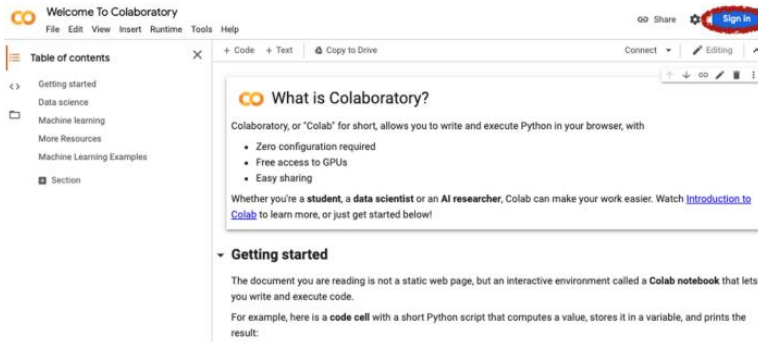 Welcome To Colaboratory
File Edit View Insert Runtime Tools Help
Share
Sign in
Table of contents
+ Code + Text Copy to Drive
Connect
Editing
Getting started
Data science
Machine learning
More Resources
Machine Learning Examples
Section
What is Colaboratory?
Colaboratory, or "Colab" for short, allows you to write and execute Python in your browser, with
• Zero configuration required
• Free access to GPUs
• Easy sharing
Whether you're a student, a data scientist or an AI researcher, Colab can make your work easier. Watch Introduction to
Colab to learn more, or just get started below!
Getting started
The document you are reading is not a static web page, but an interactive environment called a Colab notebook that lets
you write and execute code.
For example, here is a code cell with a short Python script that computes a value, stores it in a variable, and prints the
result: